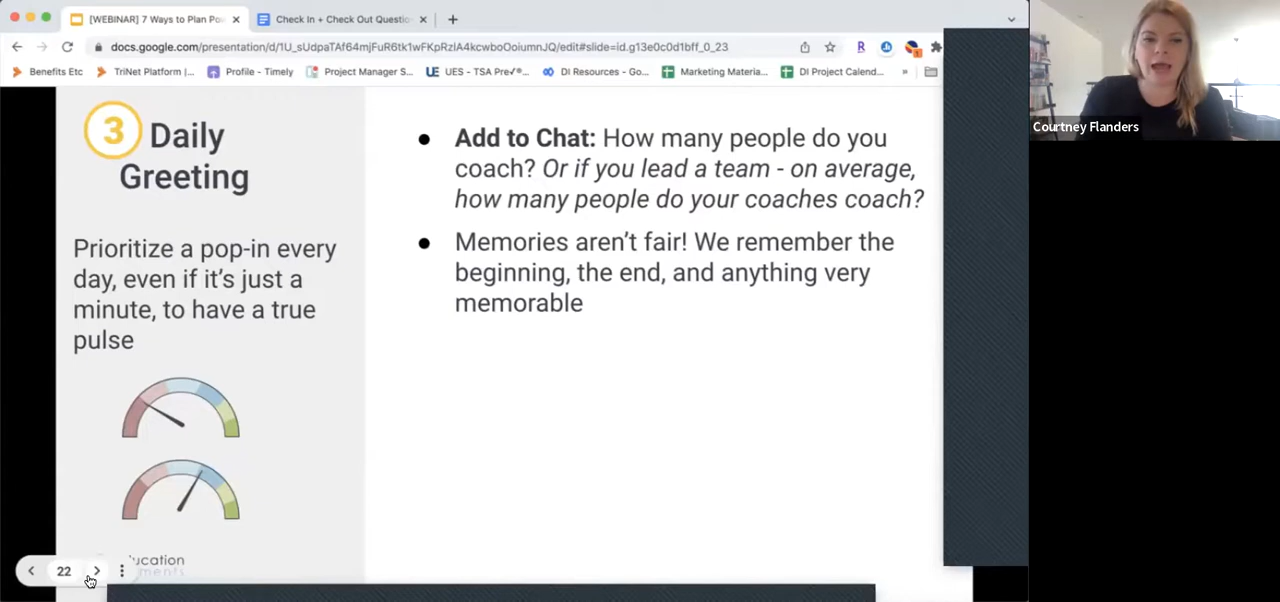 [WEBINAR] 7 Ways to Plan Po
Check In + Check Out Questio
docs.google.com/presentation/d/1U_sUdpaTAf64mjFuR6tk1wFKpRzlA4kcwboOoiumnJQ/edit#slide=id.g13e0c0d1bff_0_23
Benefits Etc
TriNet Platform |...
Profile - Timely
Project Manager S...
UES - TSA Pre✓®...
DI Resources - Go...
Marketing Materia...
DI Project Calend...
»
Courtney Flanders
3 Daily
Greeting
Prioritize a pop-in every
day, even if it's just a
minute, to have a true
pulse
● Add to Chat: How many people do you
coach? Or if you lead a team - on average,
how many people do your coaches coach?
● Memories aren't fair! We remember the
beginning, the end, and anything very
memorable
22
ucation
ments